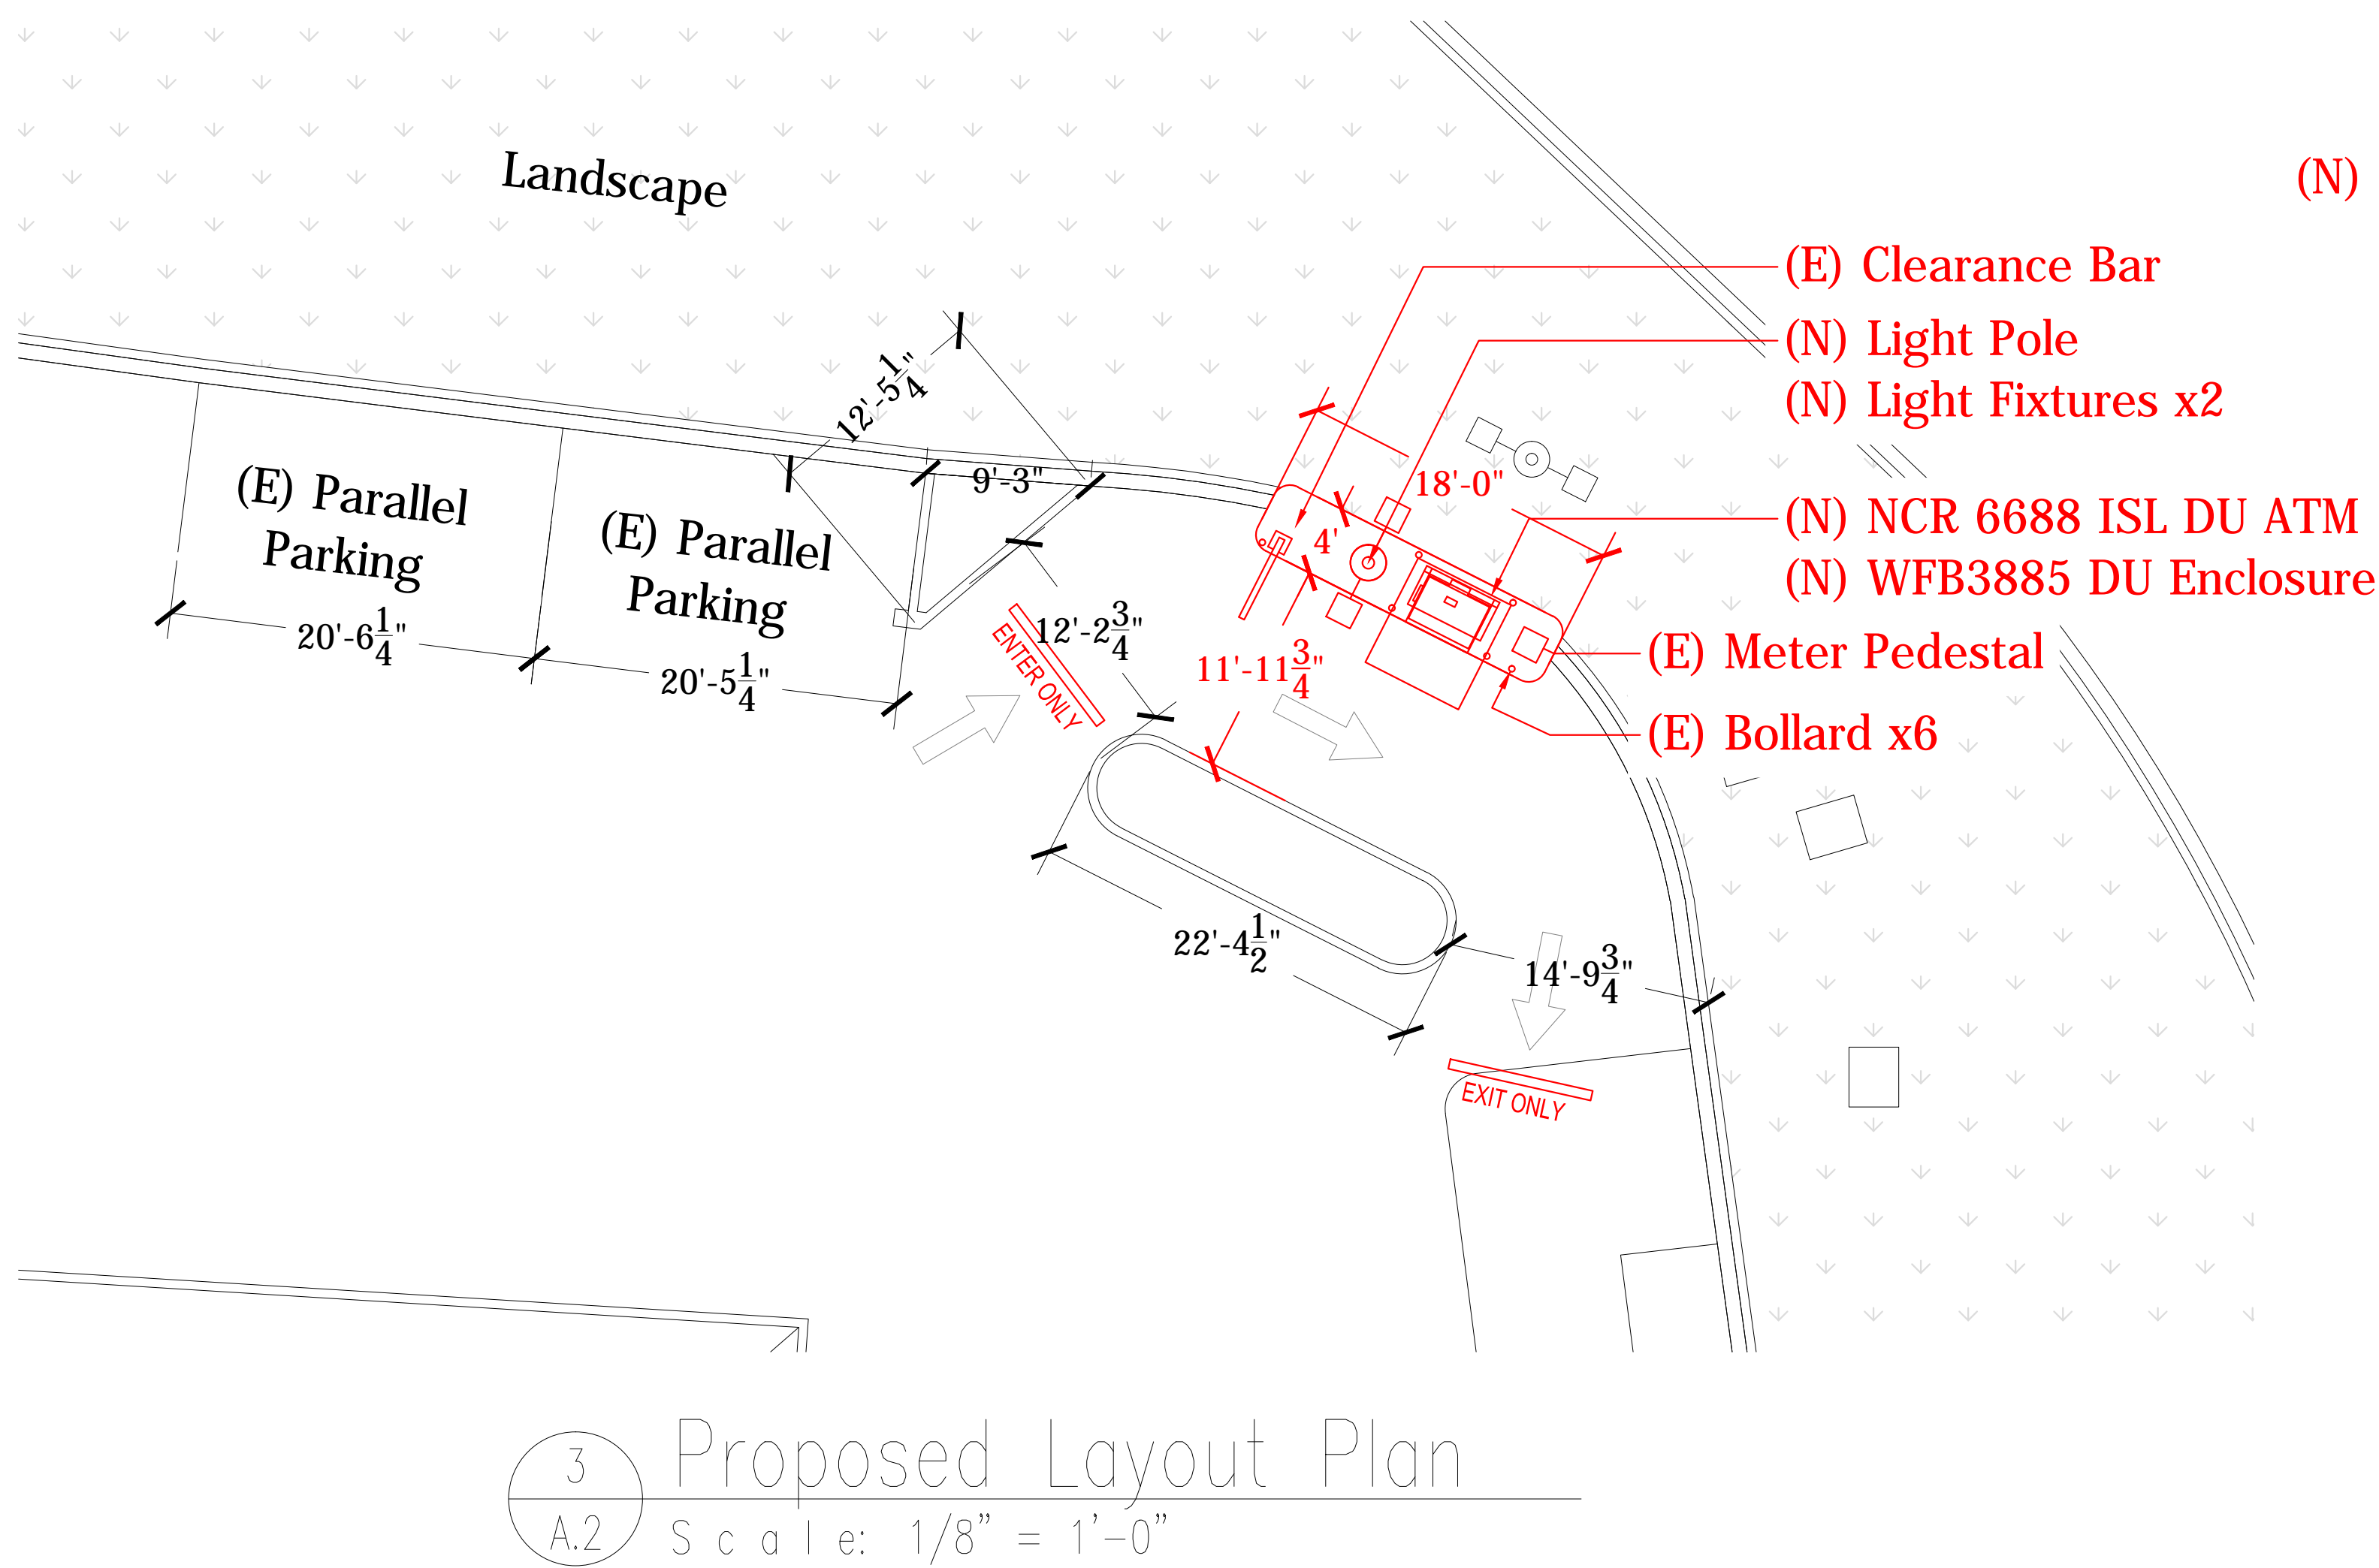 Landscape
(N)
(E) Clearance Bar
(N) Light Pole
(N) Light Fixtures x2
(N) NCR 6688 ISL DU ATM
(N) WFB3885 DU Enclosure
(E) Meter Pedestal
(E) Bollard x6
12'-5 1/4"
9'-3"
18'-0"
4'
(E) Parallel
Parking
20'-6 1/4"
(E) Parallel
Parking
20'-5 1/4"
ENTER ONLY
12'-2 3/4"
11'-11 3/4"
22'-4 1/2"
14'-9 3/4"
EXIT ONLY
3
A.2
Proposed Layout Plan
Scale: 1/8" = 1'-0"